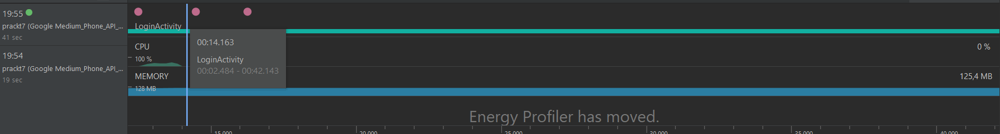 19:55
prackt7 (Google Medium_Phone_API_...
41 sec
19:54
prackt7 (Google Medium_Phone_API_...
19 sec
LoginActivity
00:14.163
LoginActivity
00:02.484 - 00:42.143
CPU
0 %
100 %
MEMORY
125,4 MB
128 MB
Energy Profiler has moved.
15,000
20,000
25,000
30,000
35,000
40,000